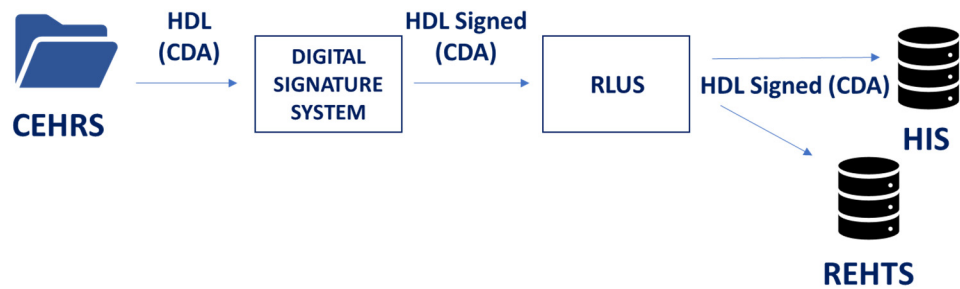 HDL
(CDA)
HDL Signed
(CDA)
DIGITAL
SIGNATURE
SYSTEM
RLUS
HDL Signed (CDA)
CEHRS
HIS
REHTS